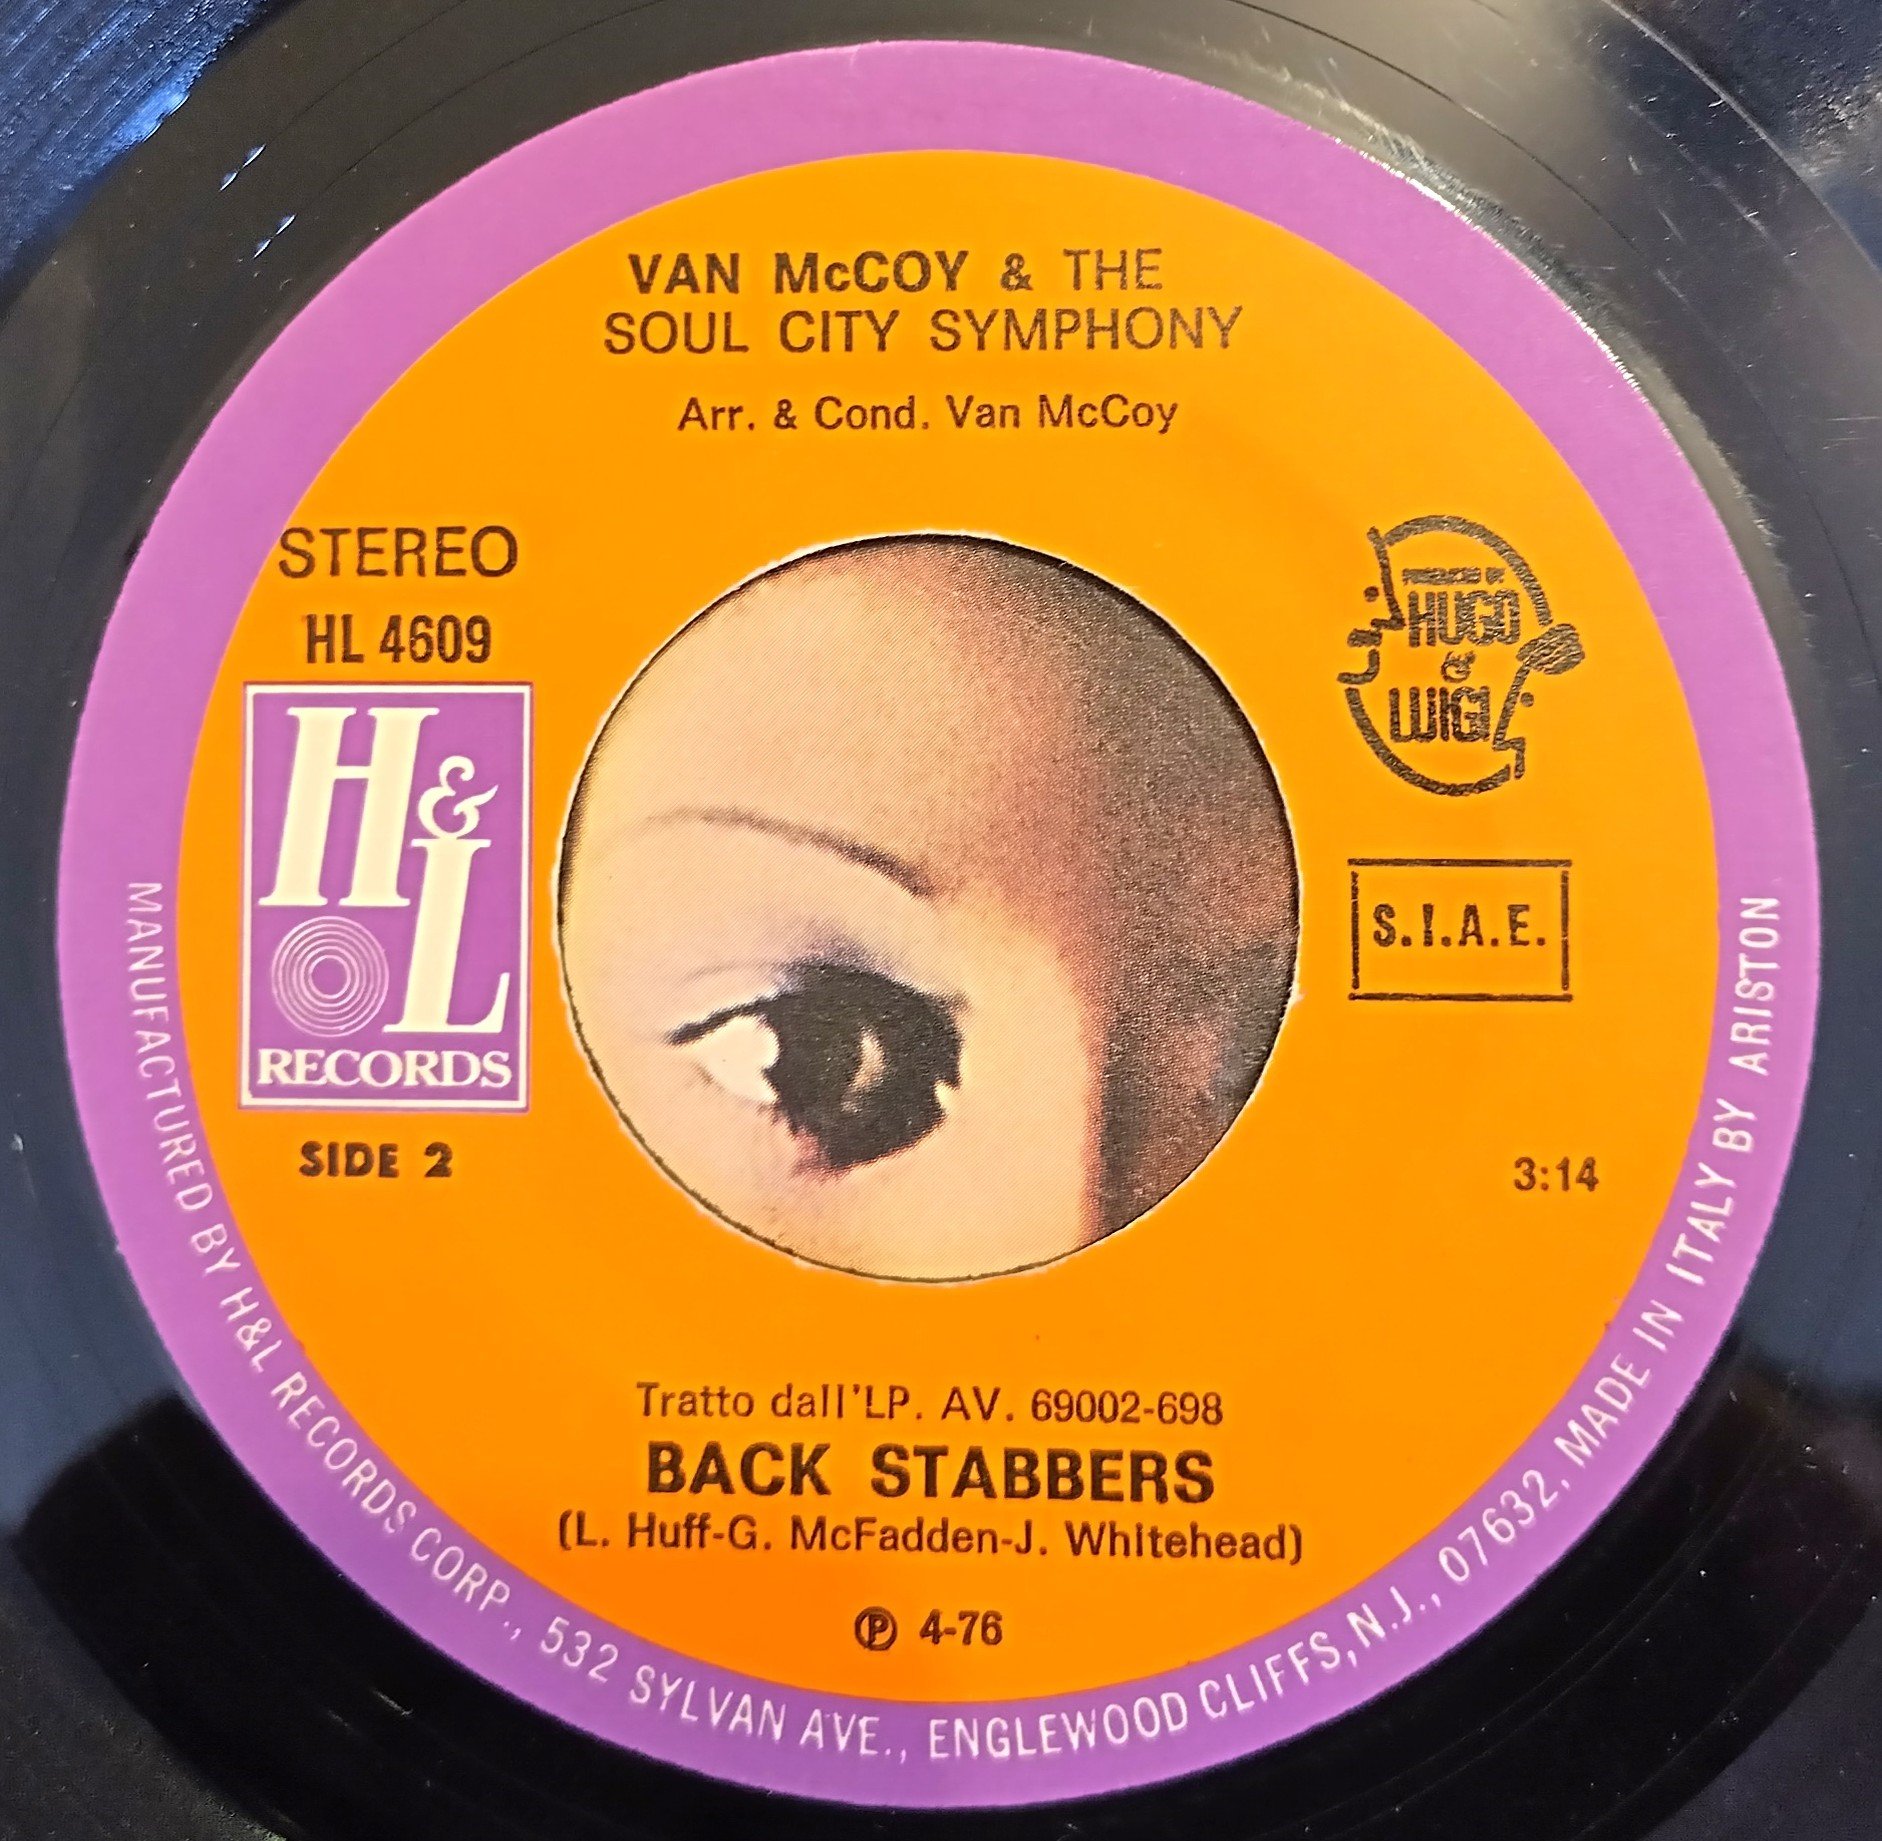 VAN McCOY & THE
SOUL CITY SYMPHONY
Arr. & Cond. Van McCoy
STEREO
HL 4609
H&L
RECORDS
SIDE 2
PRODUCED BY
HUGO
&
LUIGI
S.I.A.E.
3:14
Tratto dall'LP. AV. 69002-698
BACK STABBERS
(L. Huff-G. McFadden-J. Whitehead)
℗ 4-76
MANUFACTURED BY H&L RECORDS CORP., 532 SYLVAN AVE., ENGLEWOOD CLIFFS, N.J., 07632, MADE IN ITALY BY ARISTON